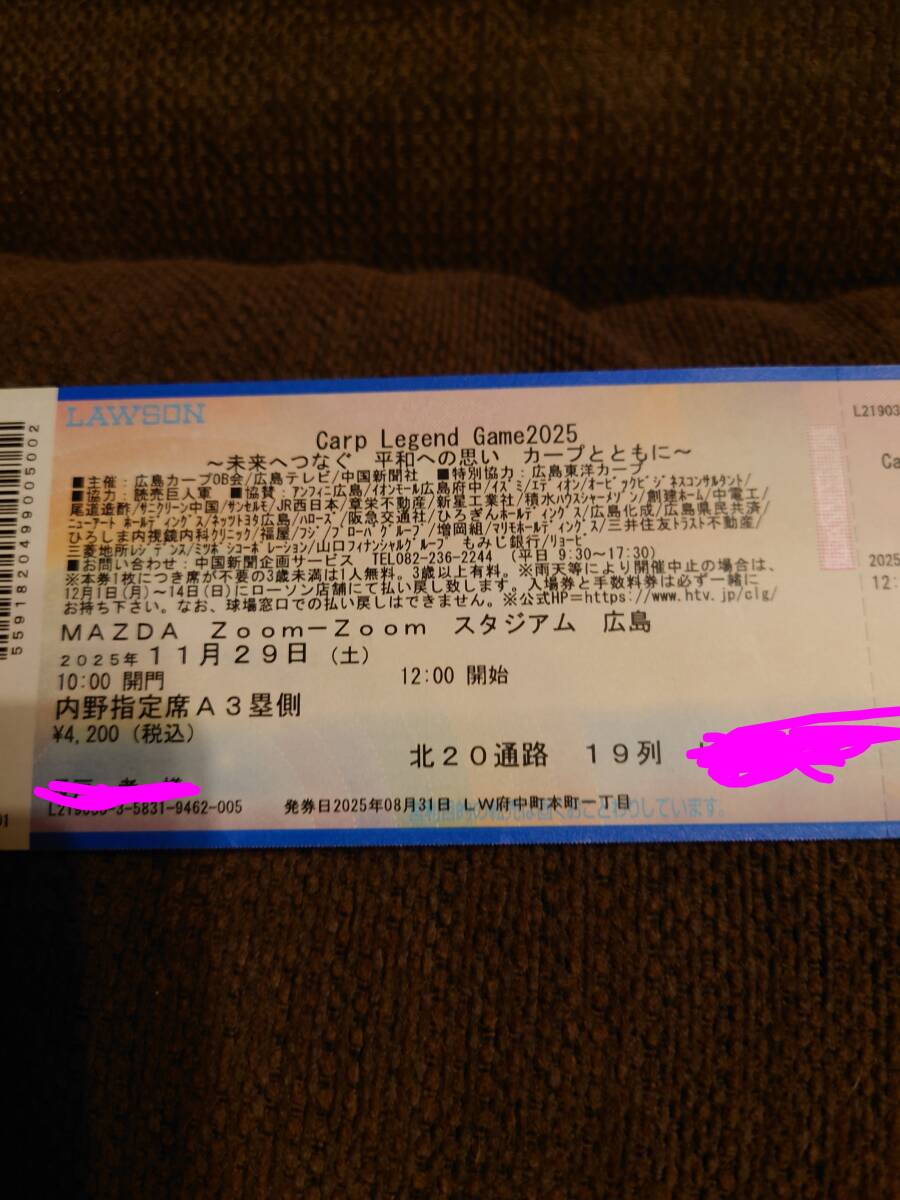 LAWSON
Carp Legend Game2025
～未来へつなぐ 平和への思い カープとともに～
■主催：広島カープOB会/広島テレビ/中国新聞社 ■特別協力：広島東洋カープ
■協力：読売巨人軍 ■協賛：アンフィニ広島/イオンモール広島府中/イズミ/エディオン/オービックビジネスコンサルタント/
尾道造酢/サニクリーン中国/サンセルモ/JR西日本/章栄不動産/新星工業社/積水ハウスシャーメゾン/創建ホーム/中電工/
ニューアート ホールディングス/ネッツトヨタ広島/ハローズ/阪急交通社/ひろぎんホールディングス/広島化成/広島県民共済/
ひろしま内視鏡内科クリニック/福屋/フジ/フローバグループ/増岡組/マリモホールディングス/三井住友トラスト不動産/
三菱地所レジデンス/ミツボシコーポレーション/山口フィナンシャルグループ もみじ銀行/リョービ
■お問い合わせ：中国新聞企画サービス TEL082-236-2244 (平日 9:30～17:30)
※本券1枚につき席が不要の3歳未満は1人無料。3歳以上有料。※雨天等により開催中止の場合は、
12月1日(月)～14日(日)にローソン店舗にて払い戻し致します。入場券と手数料券は必ず一緒に
お持ち下さい。なお、球場窓口での払い戻しはできません。※公式HP=https://www.htv.jp/clg/
MAZDA Zoom－Zoom スタジアム 広島
2025年11月29日（土）
10:00 開門 12:00 開始
内野指定席Ａ３塁側
¥4,200（税込）
北２０通路 １９列
-3-5831-9462-005 発券日2025年08月31日 ＬＷ府中町本町一丁目
5591820499005002
L21903
Ca
2025
12:
01